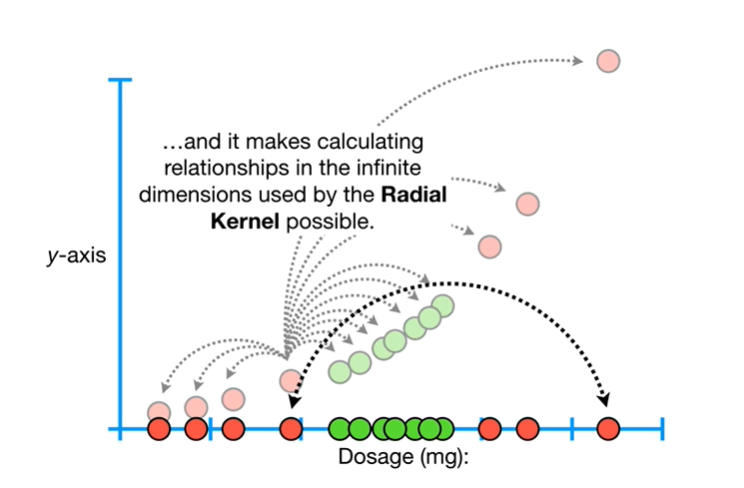 …and it makes calculating
relationships in the infinite
dimensions used by the Radial
Kernel possible.
y-axis
Dosage (mg):